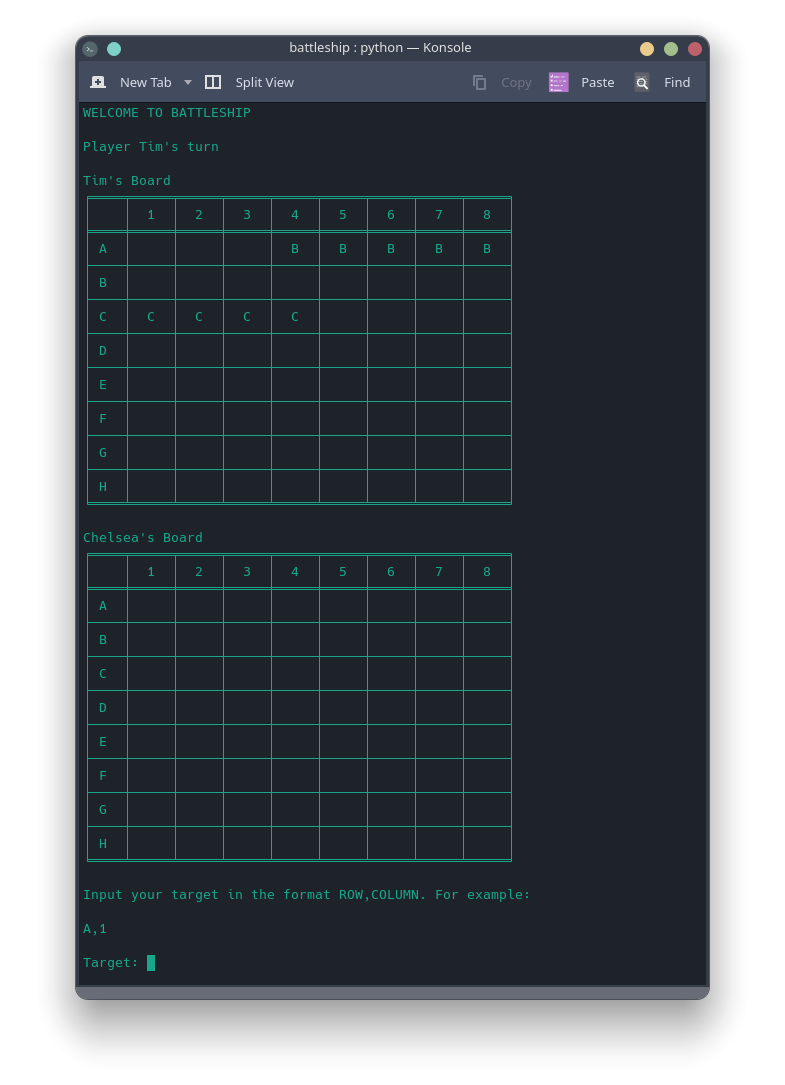 battleship : python — Konsole
New Tab Split View Copy Paste Find
WELCOME TO BATTLESHIP
Player Tim's turn
Tim's Board
1 2 3 4 5 6 7 8
A B B B B B
B
C C C C C
D
E
F
G
H
Chelsea's Board
1 2 3 4 5 6 7 8
A
B
C
D
E
F
G
H
Input your target in the format ROW,COLUMN. For example:
A,1
Target: